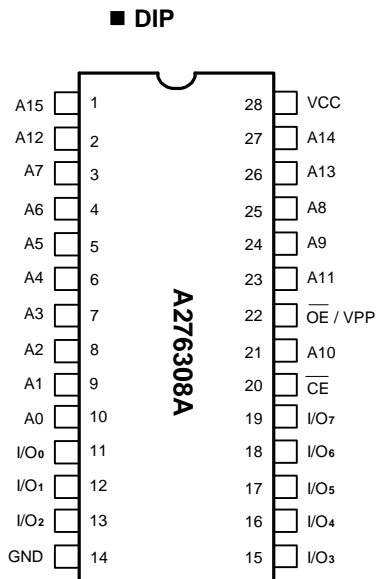 ■ DIP
A15 1 28 VCC
A12 2 27 A14
A7 3 26 A13
A6 4 25 A8
A5 5 24 A9
A4 6 23 A11
A3 7 22 O̅E̅ / VPP
A2 8 21 A10
A1 9 20 C̅E̅
A0 10 19 I/O7
I/O0 11 18 I/O6
I/O1 12 17 I/O5
I/O2 13 16 I/O4
GND 14 15 I/O3
A276308A